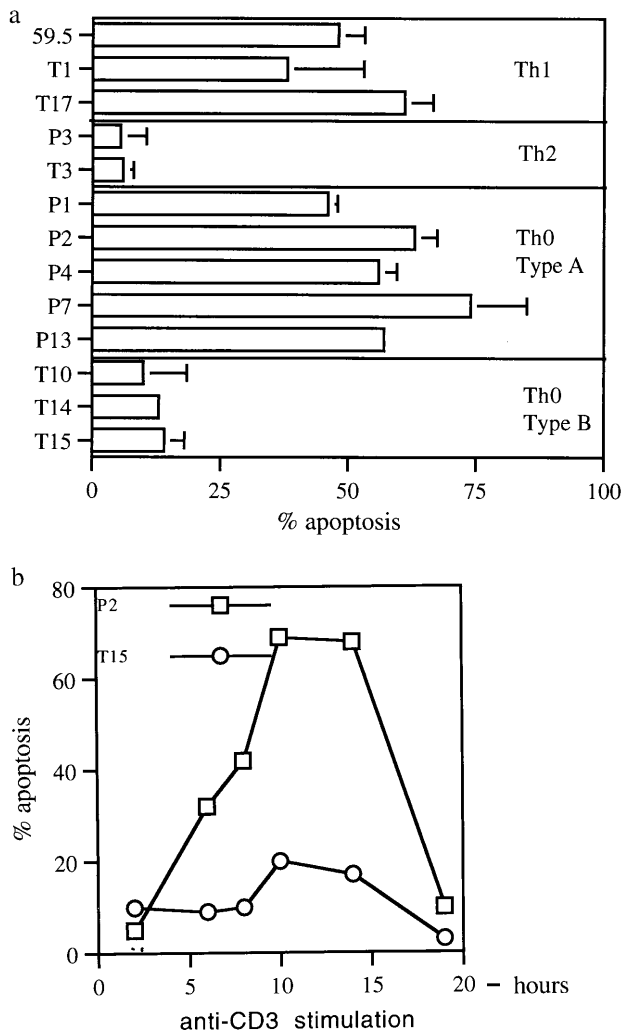 a
59.5
T1
Th1
T17
P3
Th2
T3
P1
P2
Th0
Type A
P4
P7
P13
T10
Th0
Type B
T14
T15
0 25 50 75 100
% apoptosis
b
80
P2
T15
60
40
20
0
% apoptosis
0 5 10 15 20 – hours
anti-CD3 stimulation